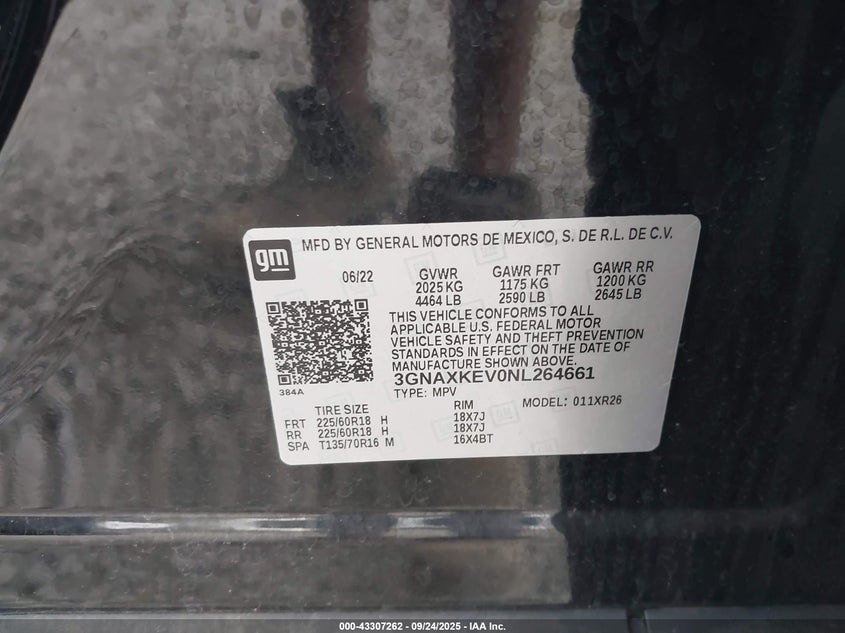 gm
MFD BY GENERAL MOTORS DE MEXICO, S. DE R.L. DE C.V.
06/22 GVWR GAWR FRT GAWR RR
2025 KG 1175 KG 1200 KG
4464 LB 2590 LB 2645 LB
THIS VEHICLE CONFORMS TO ALL
APPLICABLE U.S. FEDERAL MOTOR
VEHICLE SAFETY AND THEFT PREVENTION
STANDARDS IN EFFECT ON THE DATE OF
MANUFACTURE SHOWN ABOVE.
384A
3GNAXKEV0NL264661
TYPE: MPV MODEL: 011XR26
TIRE SIZE RIM
FRT 225/60R18 H 18X7J
RR 225/60R18 H 18X7J
SPA T135/70R16 M 16X4BT
000-43307262 - 09/24/2025 - IAA Inc.